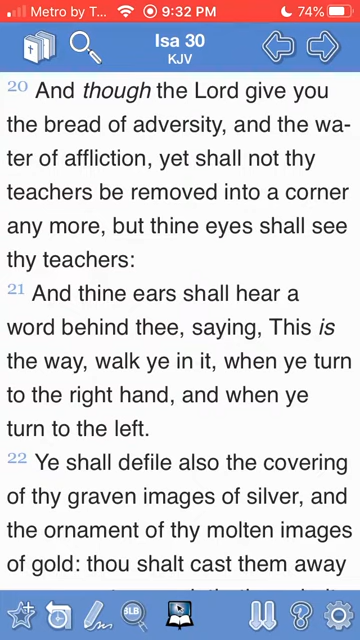 Metro by T... 9:32 PM 74%
Isa 30
KJV
20 And though the Lord give you
the bread of adversity, and the wa-
ter of affliction, yet shall not thy
teachers be removed into a corner
any more, but thine eyes shall see
thy teachers:
21 And thine ears shall hear a
word behind thee, saying, This is
the way, walk ye in it, when ye turn
to the right hand, and when ye
turn to the left.
22 Ye shall defile also the covering
of thy graven images of silver, and
the ornament of thy molten images
of gold: thou shalt cast them away
BLB